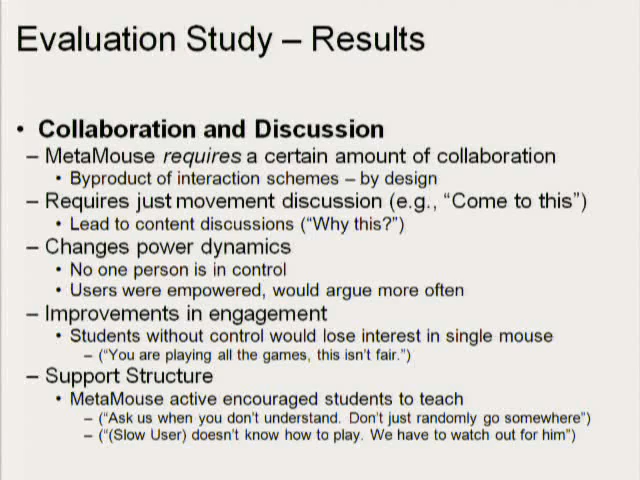 Evaluation Study – Results
• Collaboration and Discussion
– MetaMouse requires a certain amount of collaboration
• Byproduct of interaction schemes – by design
– Requires just movement discussion (e.g., “Come to this”)
• Lead to content discussions (“Why this?”)
– Changes power dynamics
• No one person is in control
• Users were empowered, would argue more often
– Improvements in engagement
• Students without control would lose interest in single mouse
– (“You are playing all the games, this isn’t fair.”)
– Support Structure
• MetaMouse active encouraged students to teach
– (“Ask us when you don’t understand. Don’t just randomly go somewhere”)
– (“(Slow User) doesn’t know how to play. We have to watch out for him”)